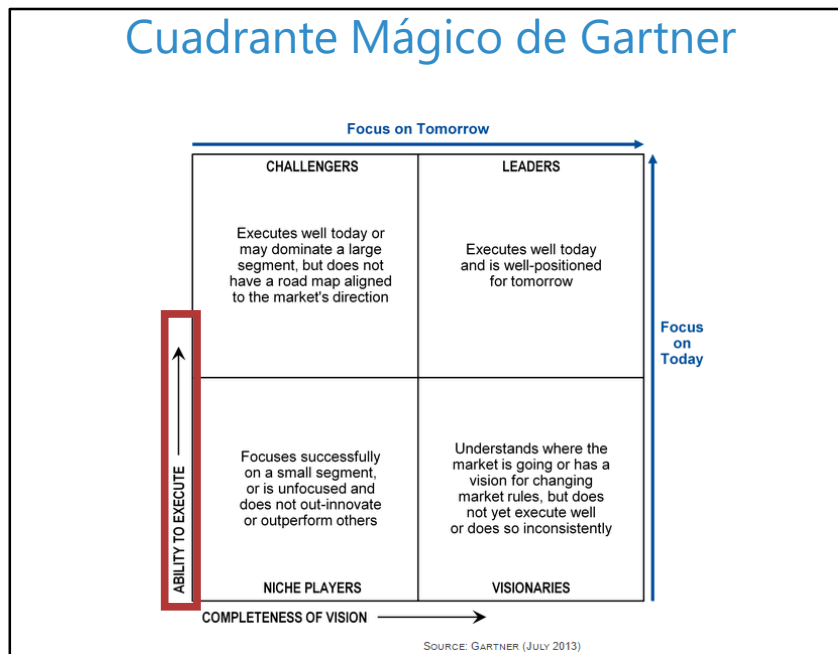 Cuadrante Mágico de Gartner
Focus on Tomorrow
CHALLENGERS
Executes well today or
may dominate a large
segment, but does not
have a road map aligned
to the market's direction
LEADERS
Executes well today
and is well-positioned
for tomorrow
Focus
on
Today
ABILITY TO EXECUTE
Focuses successfully
on a small segment,
or is unfocused and
does not out-innovate
or outperform others
NICHE PLAYERS
Understands where the
market is going or has a
vision for changing
market rules, but does
not yet execute well
or does so inconsistently
VISIONARIES
COMPLETENESS OF VISION
SOURCE: GARTNER (JULY 2013)